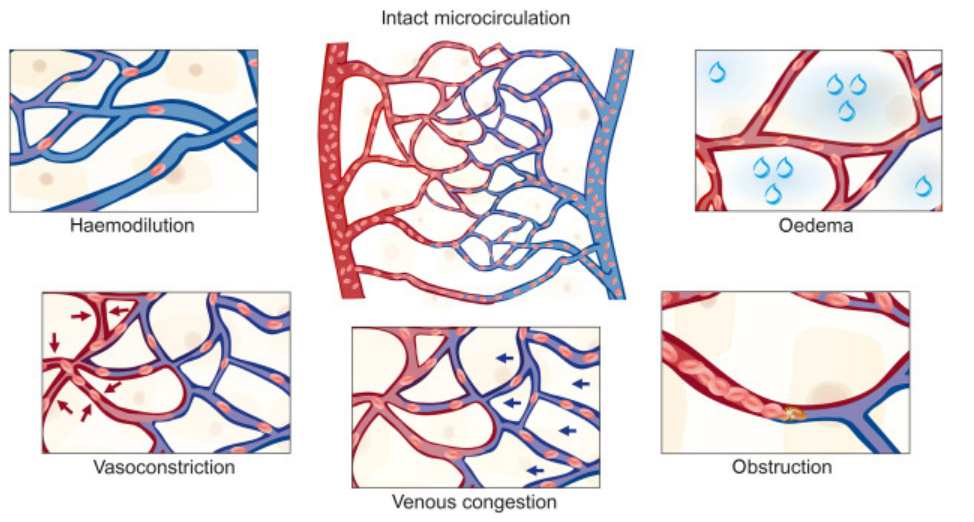 Intact microcirculation
Haemodilution
Oedema
Vasoconstriction
Venous congestion
Obstruction